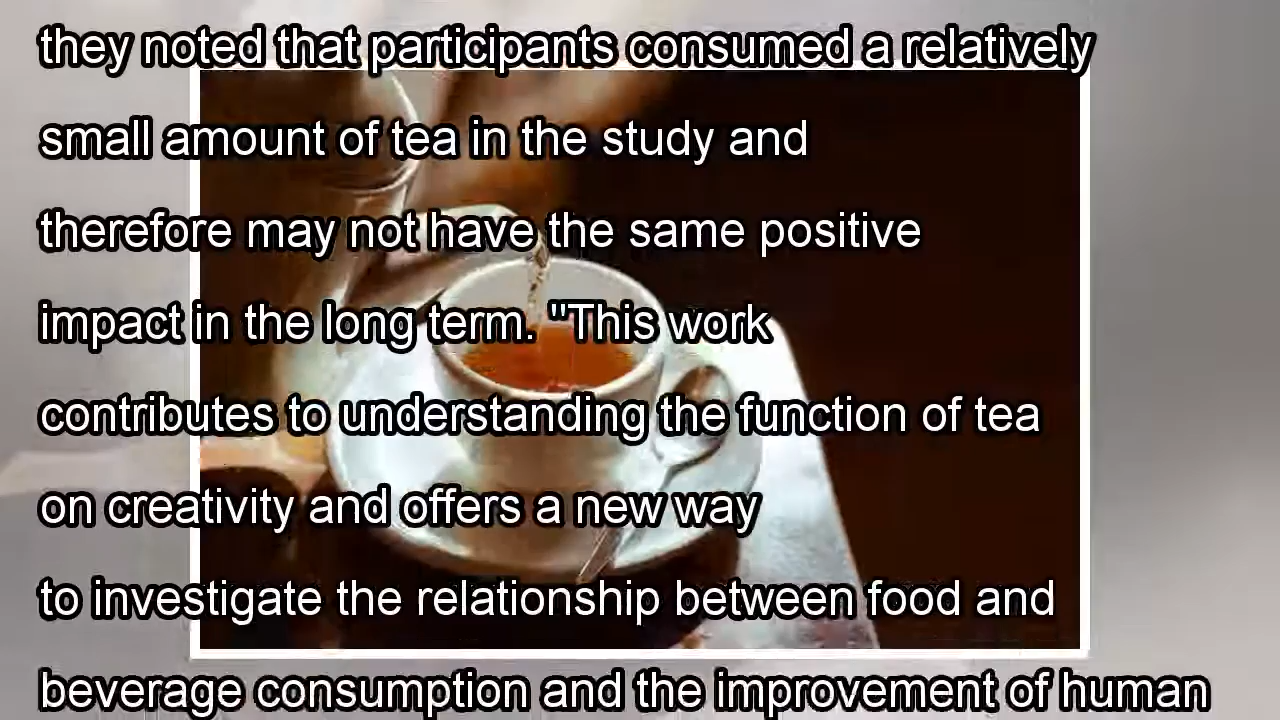 they noted that participants consumed a relatively
small amount of tea in the study and
therefore may not have the same positive
impact in the long term. "This work
contributes to understanding the function of tea
on creativity and offers a new way
to investigate the relationship between food and
beverage consumption and the improvement of human